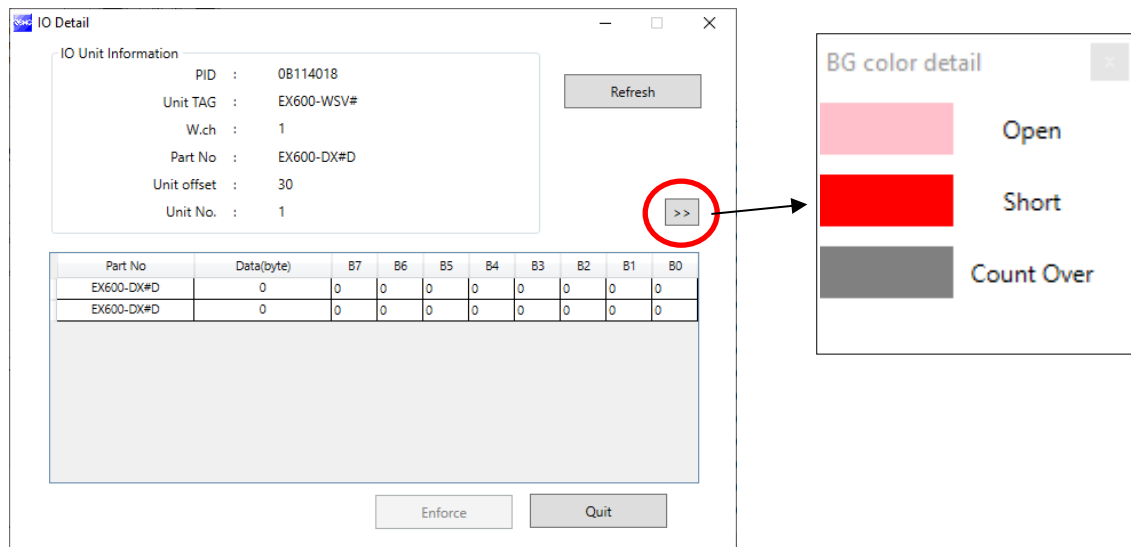 IO Detail
IO Unit Information
PID : 0B114018
Unit TAG : EX600-WSV#
W.ch : 1
Part No : EX600-DX#D
Unit offset : 30
Unit No. : 1
Refresh
>>
Part No Data(byte) B7 B6 B5 B4 B3 B2 B1 B0
EX600-DX#D 0 0 0 0 0 0 0 0 0
EX600-DX#D 0 0 0 0 0 0 0 0 0
Enforce Quit
BG color detail x
Open
Short
Count Over